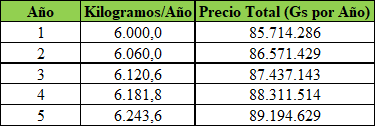 Año Kilogramos/Año Precio Total (Gs por Año)
1 6.000,0 85.714.286
2 6.060,0 86.571.429
3 6.120,6 87.437.143
4 6.181,8 88.311.514
5 6.243,6 89.194.629